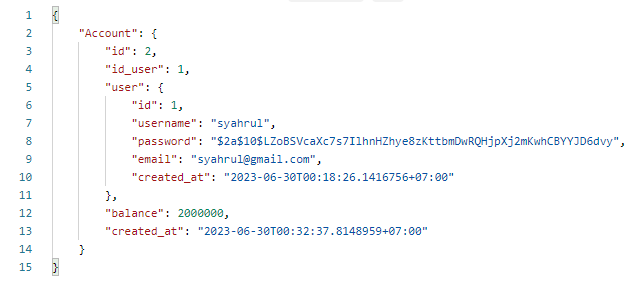 1 {
2 "Account": {
3 "id": 2,
4 "id_user": 1,
5 "user": {
6 "id": 1,
7 "username": "syahrul",
8 "password": "$2a$10$LZoBSVcaXc7s7IlhnHZhye8zKttbmDwRQHjpXj2mKwhCBYYJD6dvy",
9 "email": "syahrul@gmail.com",
10 "created_at": "2023-06-30T00:18:26.1416756+07:00"
11 },
12 "balance": 2000000,
13 "created_at": "2023-06-30T00:32:37.8148959+07:00"
14 }
15 }